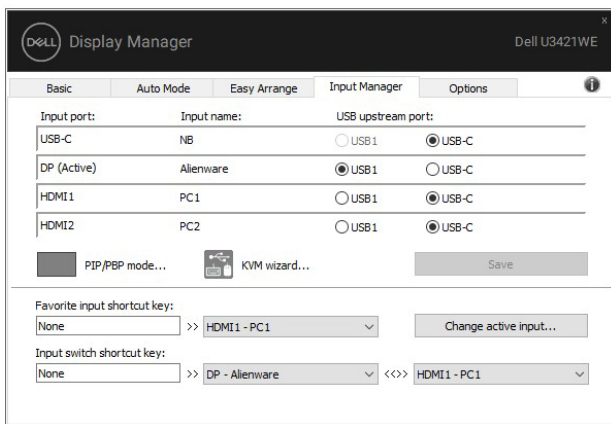 DELL Display Manager Dell U3421WE x
Basic Auto Mode Easy Arrange Input Manager Options i
Input port: Input name: USB upstream port:
USB-C NB USB1 USB-C
DP (Active) Alienware USB1 USB-C
HDMI1 PC1 USB1 USB-C
HDMI2 PC2 USB1 USB-C
PIP/PBP mode... KVM wizard... Save
Favorite input shortcut key:
None >> HDMI1 - PC1 Change active input...
Input switch shortcut key:
None >> DP - Alienware <<>> HDMI1 - PC1